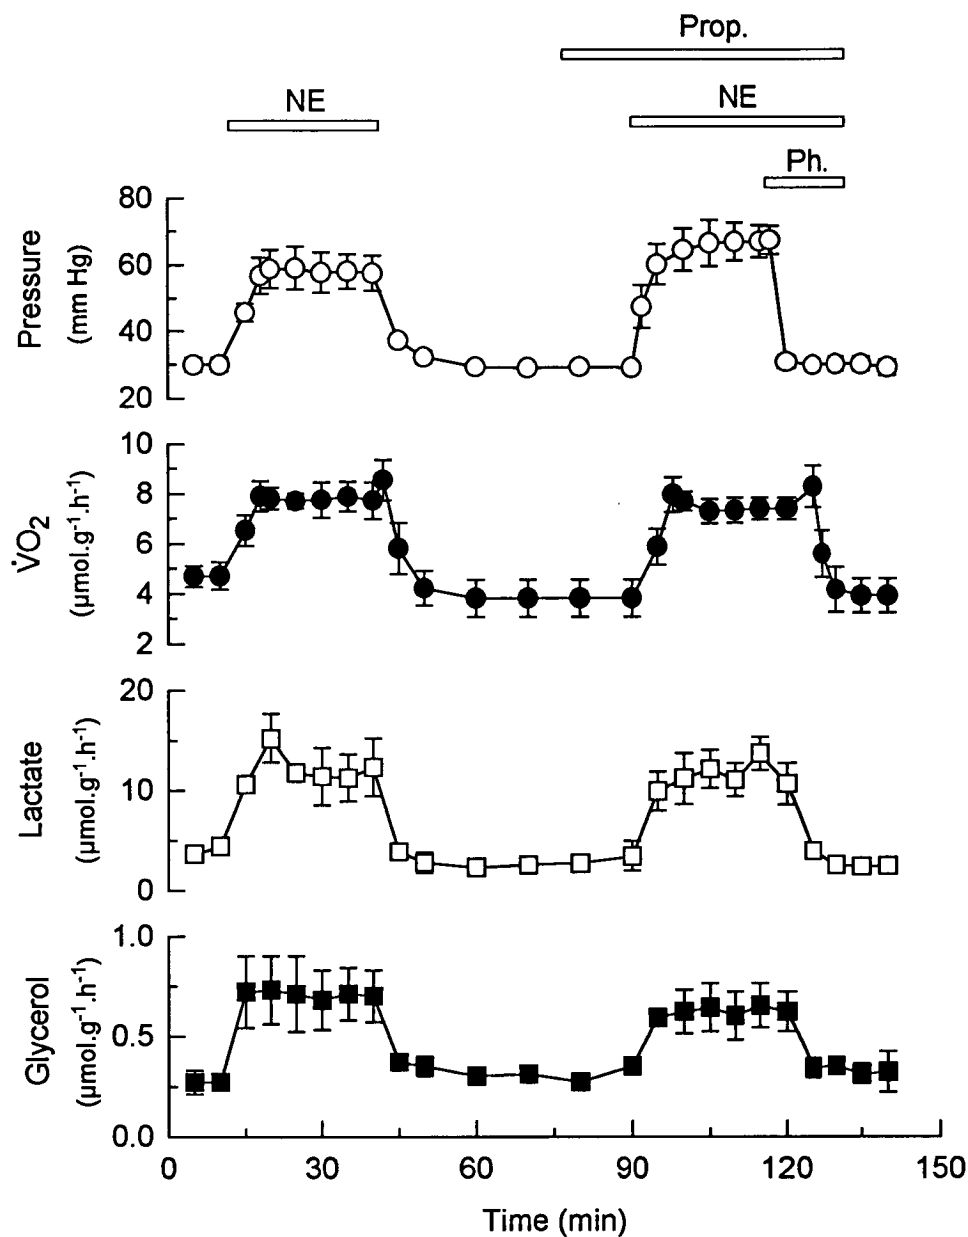 Prop.
NE NE
Ph.
Pressure
(mm Hg)
80
60
40
20
V̇O₂
(µmol.g⁻¹.h⁻¹)
10
8
6
4
2
Lactate
(µmol.g⁻¹.h⁻¹)
20
10
0
Glycerol
(µmol.g⁻¹.h⁻¹)
1.0
0.5
0.0
0 30 60 90 120 150
Time (min)